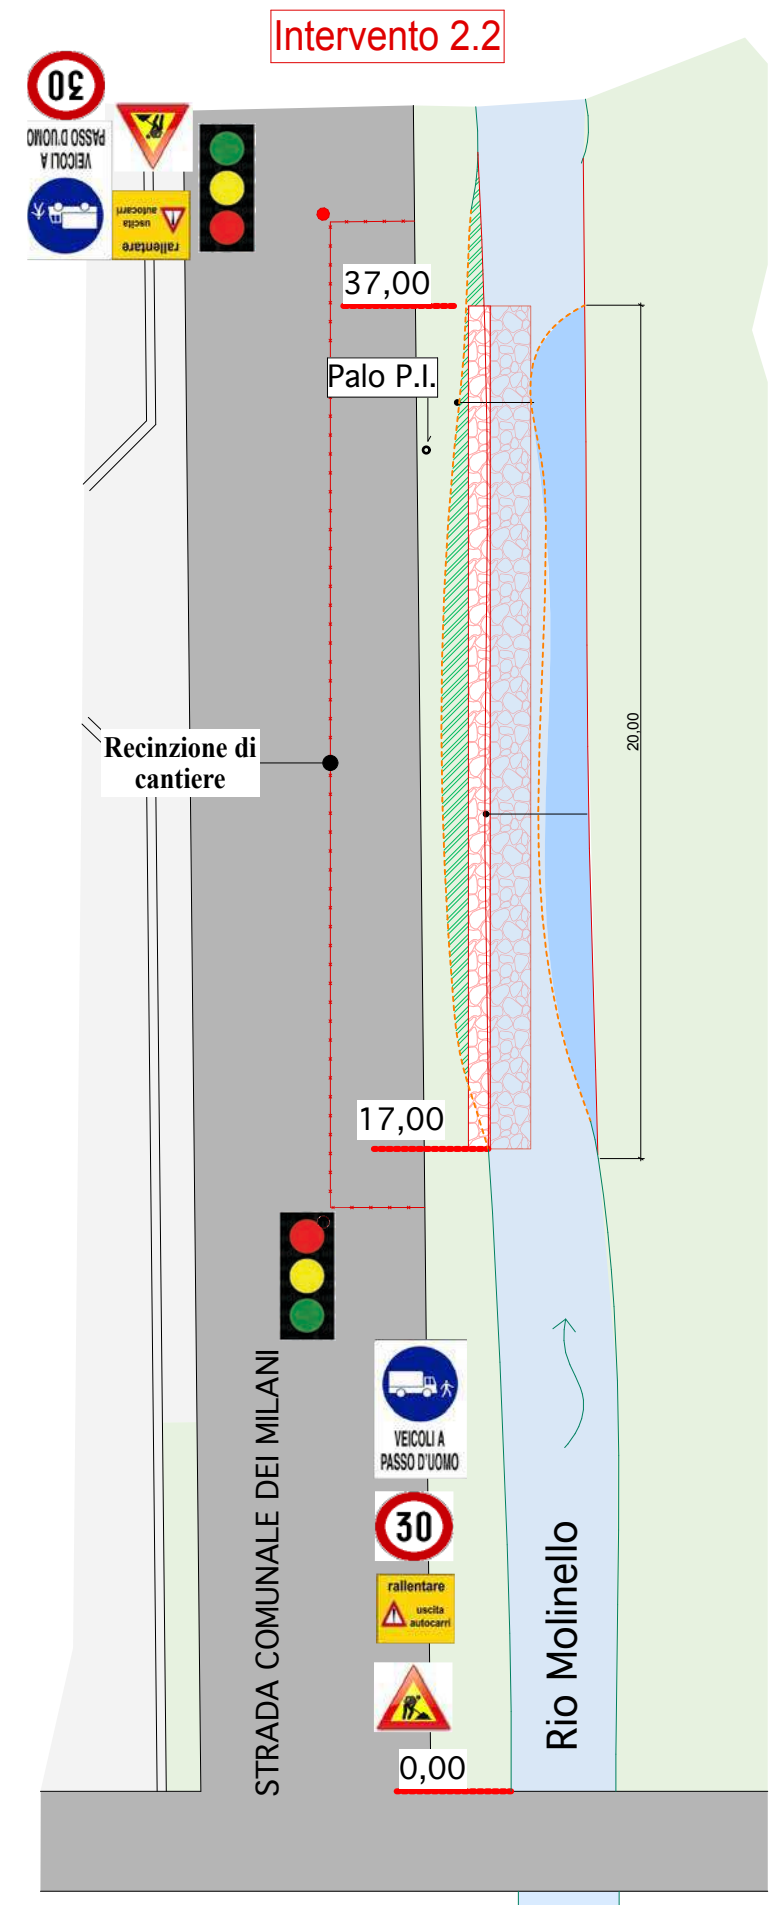 Intervento 2.2
30
VEICOLI A
PASSO D'UOMO
rallentare
uscita
autocarri
37,00
Palo P.I.
Recinzione di
cantiere
20,00
17,00
STRADA COMUNALE DEI MILANI
VEICOLI A
PASSO D'UOMO
30
rallentare
uscita
autocarri
Rio Molinello
0,00